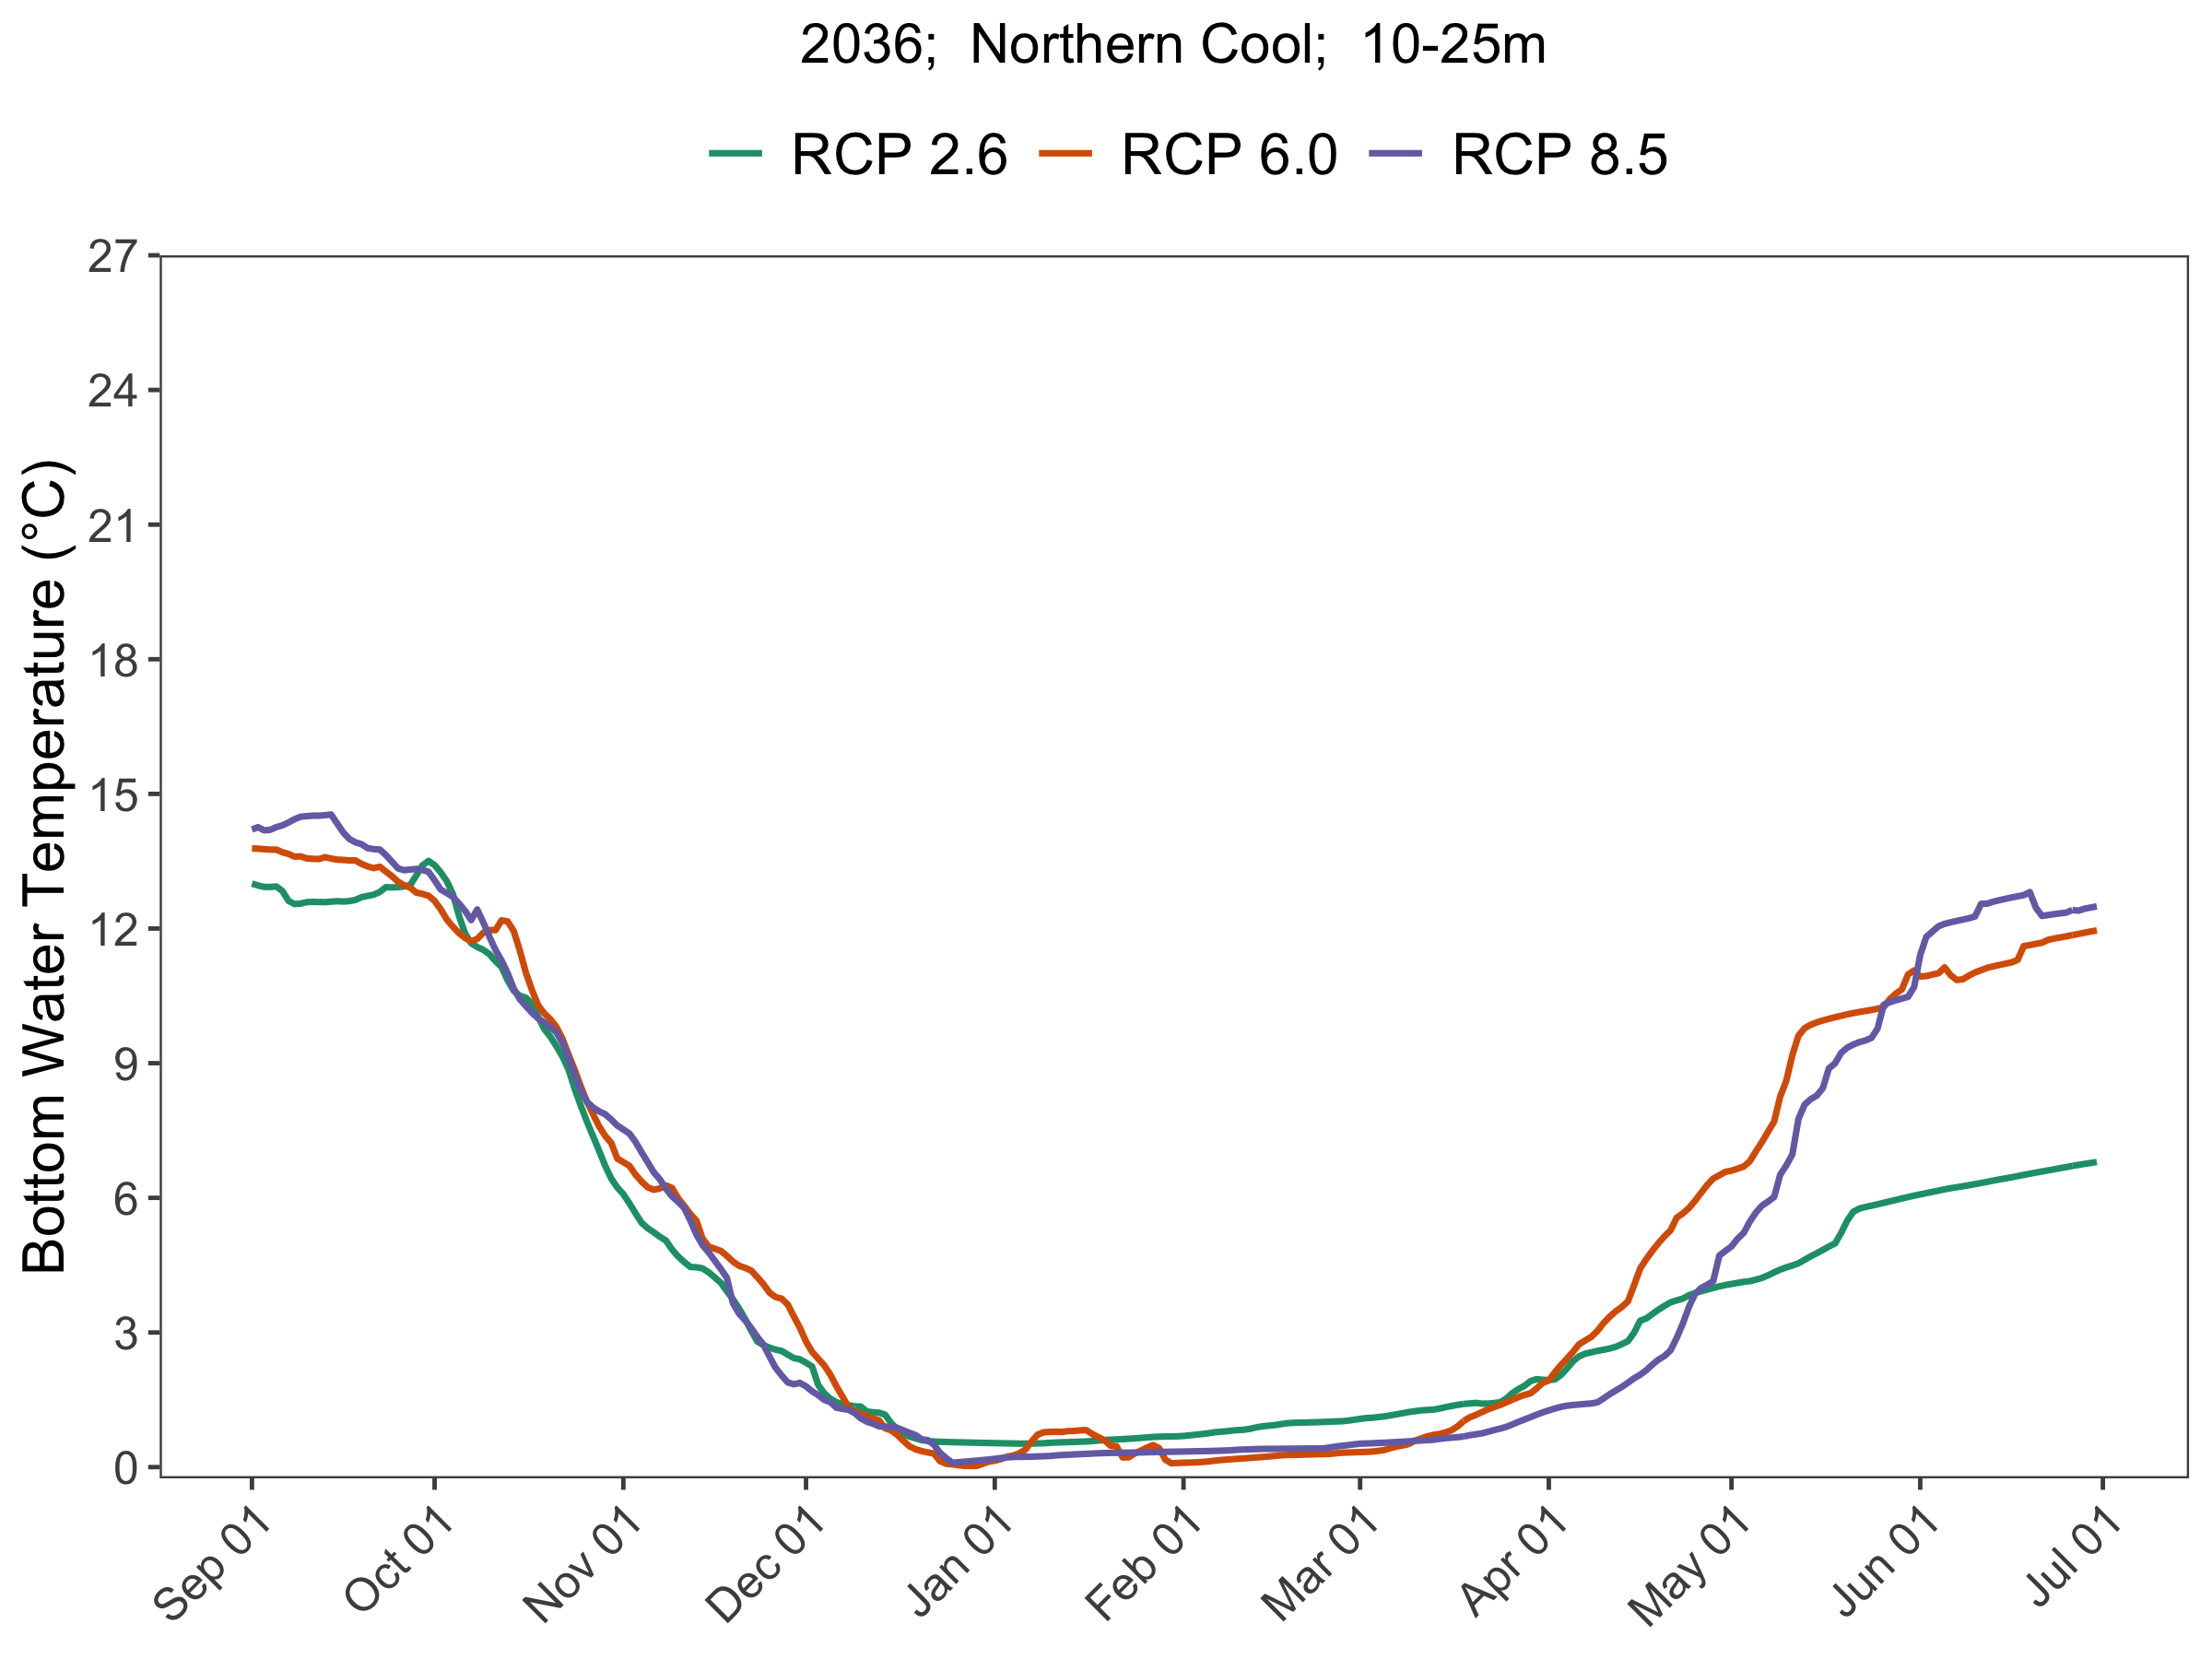 2036;  Northern Cool;  10-25m
RCP 2.6 RCP 6.0 RCP 8.5
Bottom Water Temperature (°C)
27
24
21
18
15
12
9
6
3
0
Sep 01 Oct 01 Nov 01 Dec 01 Jan 01 Feb 01 Mar 01 Apr 01 May 01 Jun 01 Jul 01